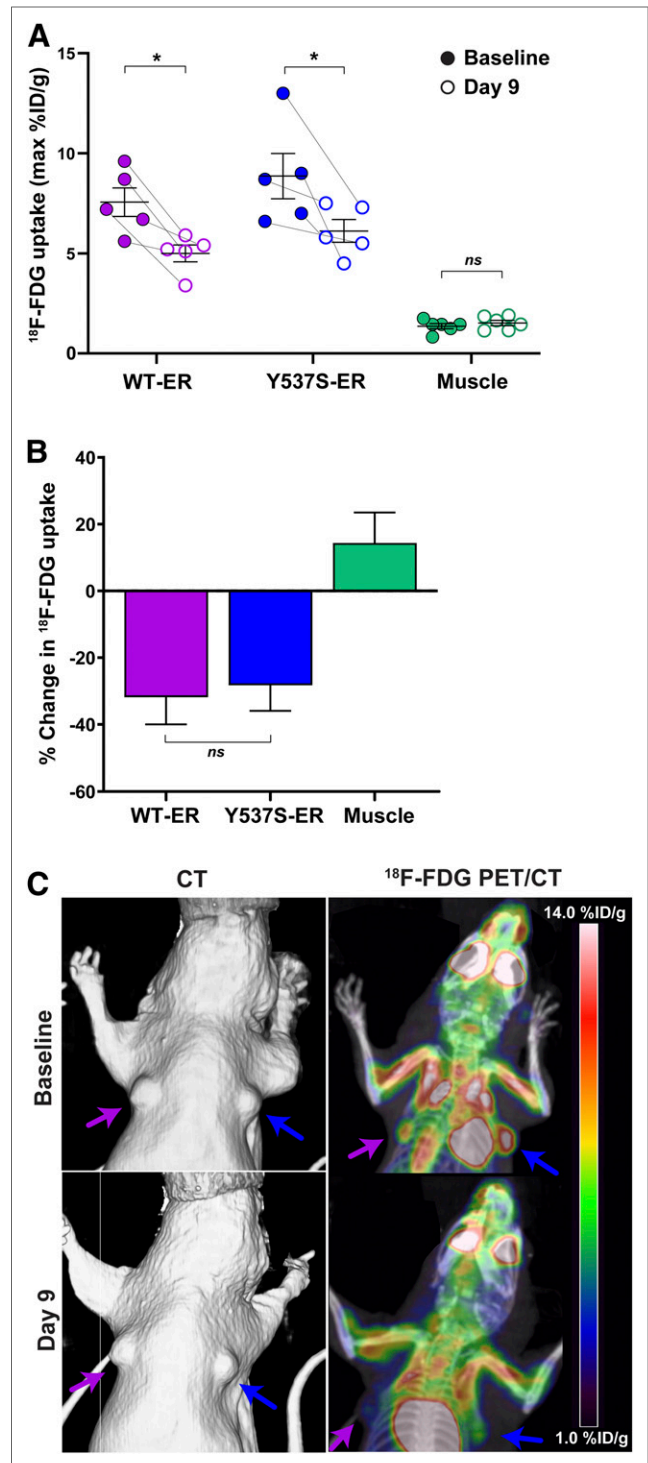 A
15
10
5
0
¹⁸F-FDG uptake (max %ID/g)
*
*
ns
Baseline
Day 9
WT-ER
Y537S-ER
Muscle
B
40
20
0
-20
-40
-60
% Change in ¹⁸F-FDG uptake
ns
WT-ER
Y537S-ER
Muscle
C
CT
¹⁸F-FDG PET/CT
Baseline
Day 9
14.0 %ID/g
1.0 %ID/g